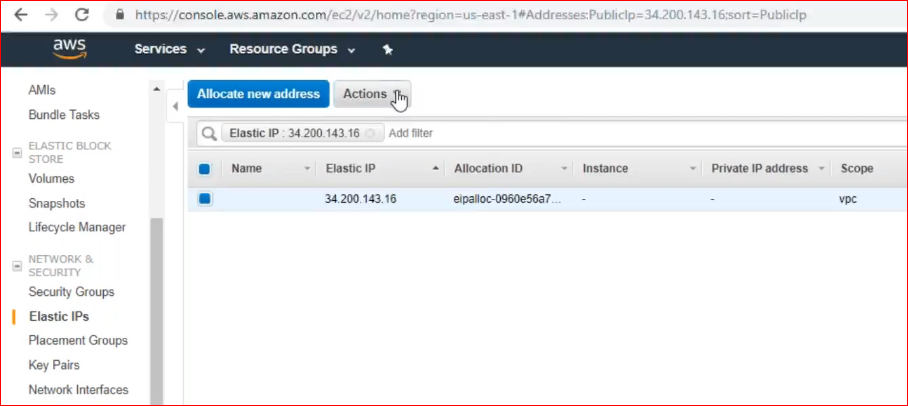 https://console.aws.amazon.com/ec2/v2/home?region=us-east-1#Addresses:PublicIp=34.200.143.16;sort=PublicIp
aws Services Resource Groups
AMIs
Bundle Tasks
ELASTIC BLOCK
STORE
Volumes
Snapshots
Lifecycle Manager
NETWORK &
SECURITY
Security Groups
Elastic IPs
Placement Groups
Key Pairs
Network Interfaces
Allocate new address Actions
Elastic IP : 34.200.143.16 Add filter
Name Elastic IP Allocation ID Instance Private IP address Scope
34.200.143.16 eipalloc-0960e56a7... - - vpc